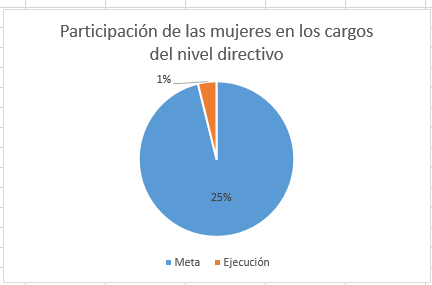 Participación de las mujeres en los cargos
del nivel directivo
1%
25%
Meta Ejecución